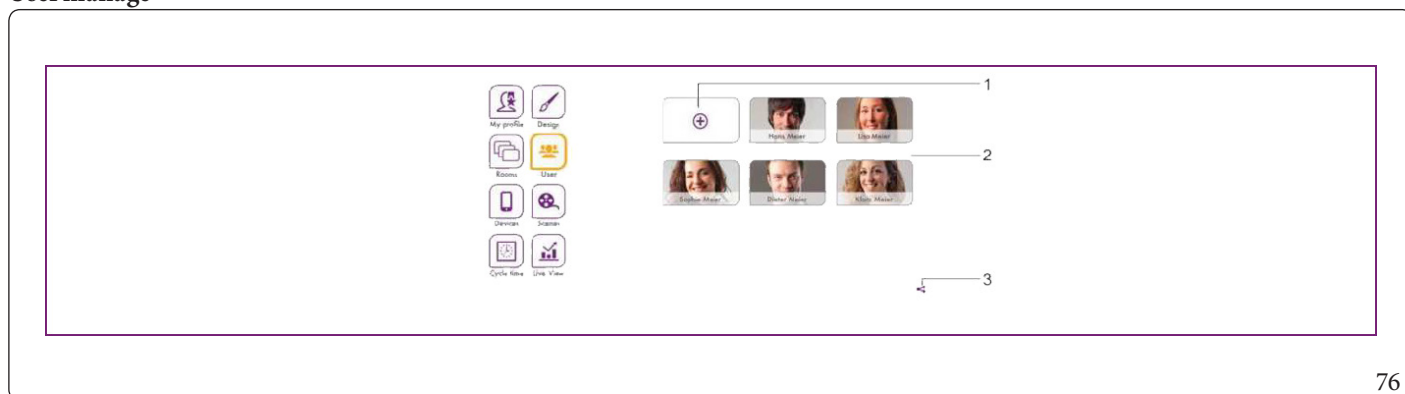 User manage
1
My profile Design
Hans Meier Lisa Meier
2
Rooms User
Sophie Meier Dieter Meier Klara Meier
Devices Scenes
Cycle time Live View
3
76